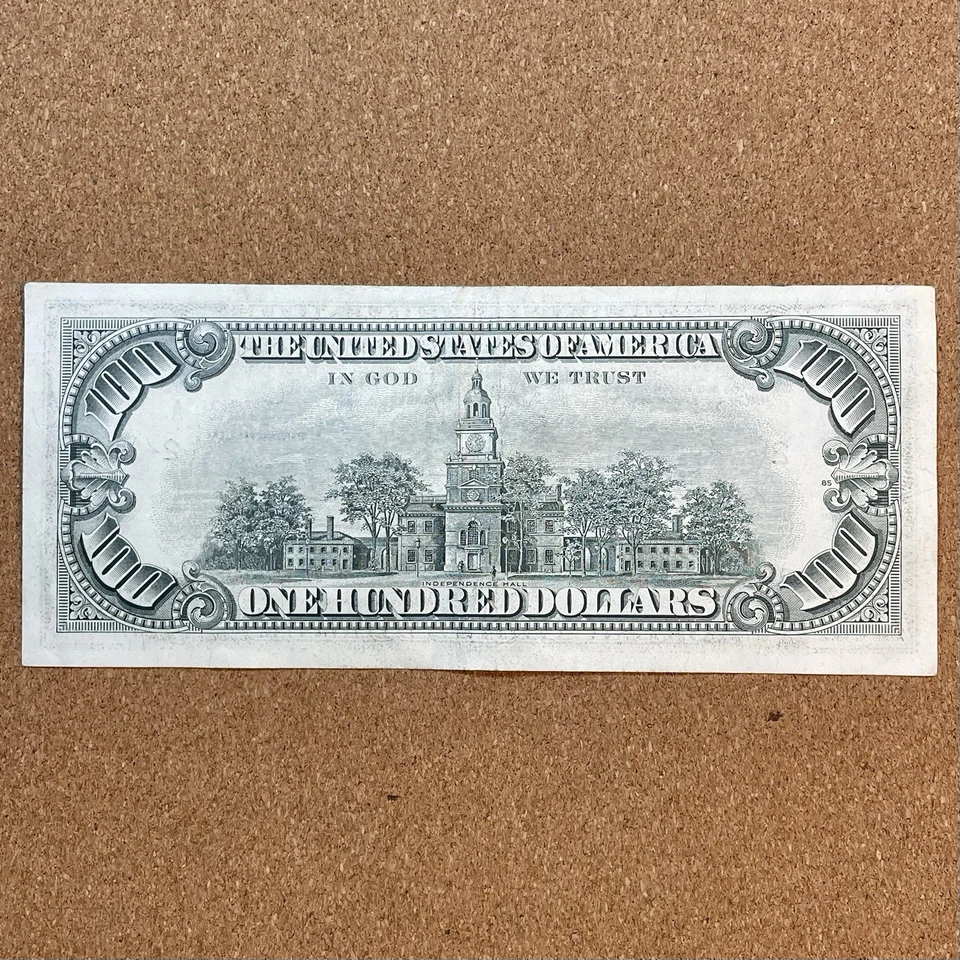 THE UNITED STATES OF AMERICA
IN GOD WE TRUST
100 100
85
100 100
INDEPENDENCE HALL
ONE HUNDRED DOLLARS